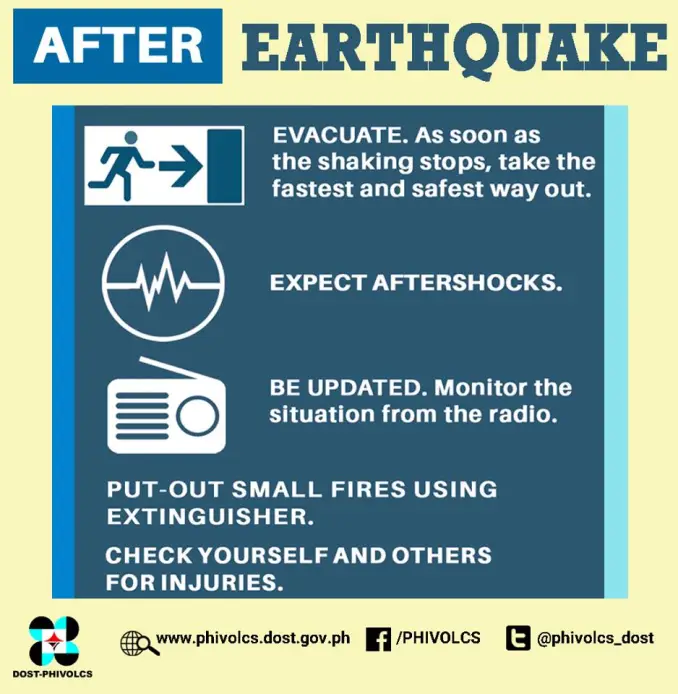 AFTER EARTHQUAKE
EVACUATE. As soon as
the shaking stops, take the
fastest and safest way out.
EXPECT AFTERSHOCKS.
BE UPDATED. Monitor the
situation from the radio.
PUT-OUT SMALL FIRES USING
EXTINGUISHER.
CHECK YOURSELF AND OTHERS
FOR INJURIES.
DOST-PHIVOLCS
www.phivolcs.dost.gov.ph
/PHIVOLCS
@phivolcs_dost